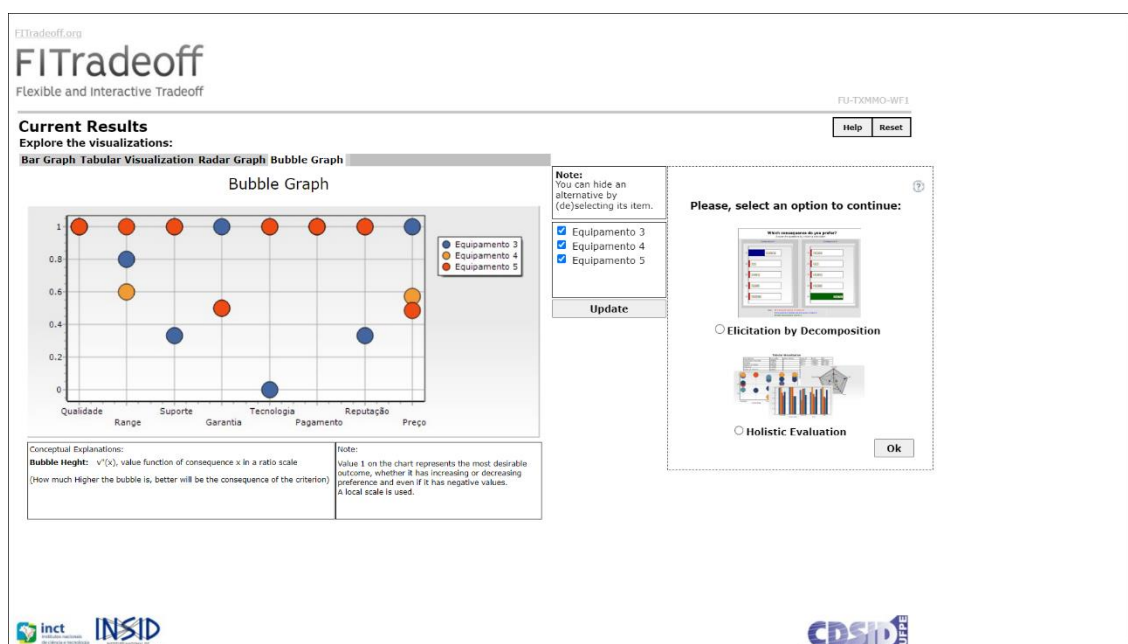 FITradeoff.org
FITradeoff
Flexible and Interactive Tradeoff
FU-TXMMO-WF1
Current Results
Help Reset
Explore the visualizations:
Bar Graph Tabular Visualization Radar Graph Bubble Graph
Bubble Graph
1
0.8
0.6
0.4
0.2
0
Qualidade Suporte Tecnologia Reputação
Range Garantia Pagamento Preço
Equipamento 3
Equipamento 4
Equipamento 5
Note:
You can hide an
alternative by
(de)selecting its item.
Equipamento 3
Equipamento 4
Equipamento 5
Update
Please, select an option to continue:
Which consequence do you prefer?
Elicitation by Decomposition
Holistic Evaluation
Ok
Conceptual Explanations:
Bubble Heght: v"(x), value function of consequence x in a ratio scale
(How much Higher the bubble is, better will be the consequence of the criterion)
Note:
Value 1 on the chart represents the most desirable
outcome, whether it has increasing or decreasing
preference and even if it has negative values.
A local scale is used.
inct
INSID
CDSID
UFPE